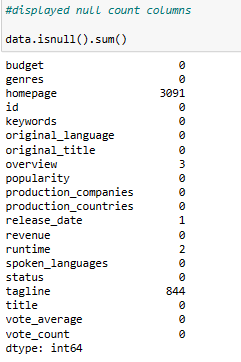 #displayed null count columns
data.isnull().sum()
budget 0
genres 0
homepage 3091
id 0
keywords 0
original_language 0
original_title 0
overview 3
popularity 0
production_companies 0
production_countries 0
release_date 1
revenue 0
runtime 2
spoken_languages 0
status 0
tagline 844
title 0
vote_average 0
vote_count 0
dtype: int64